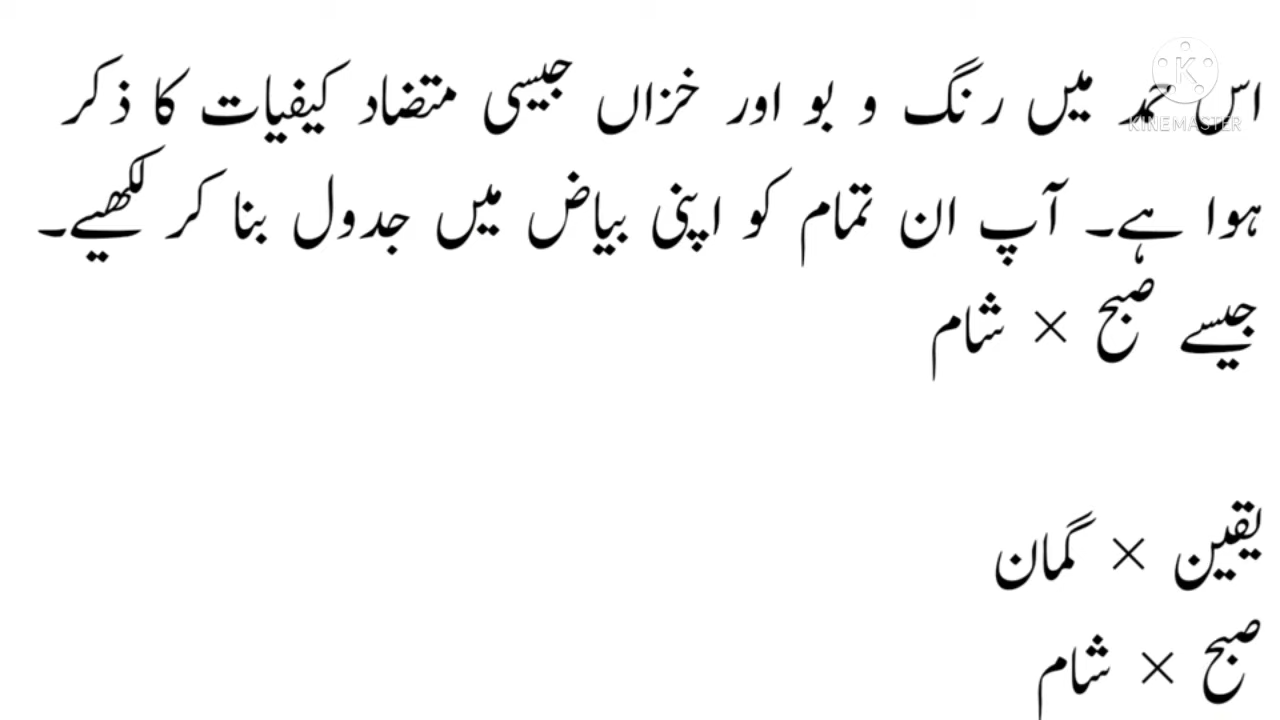 اس حمد میں رنگ و بو اور خزاں جیسی متضاد کیفیات کا ذکر
ہوا ہے۔ آپ ان تمام کو اپنی بیاض میں جدول بنا کر لکھیے۔
جیسے صبح × شام
یقین × گمان
صبح × شام
KINEMASTER